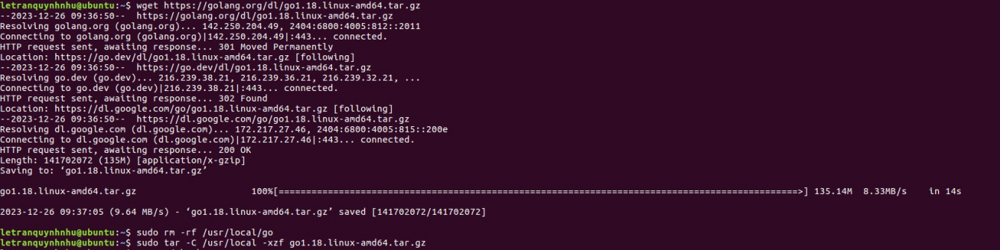 letranquynhnhu@ubuntu:~$ wget https://golang.org/dl/go1.18.linux-amd64.tar.gz
--2023-12-26 09:36:50--  https://golang.org/dl/go1.18.linux-amd64.tar.gz
Resolving golang.org (golang.org)... 142.250.204.49, 2404:6800:4005:812::2011
Connecting to golang.org (golang.org)|142.250.204.49|:443... connected.
HTTP request sent, awaiting response... 301 Moved Permanently
Location: https://go.dev/dl/go1.18.linux-amd64.tar.gz [following]
--2023-12-26 09:36:50--  https://go.dev/dl/go1.18.linux-amd64.tar.gz
Resolving go.dev (go.dev)... 216.239.38.21, 216.239.36.21, 216.239.32.21, ...
Connecting to go.dev (go.dev)|216.239.38.21|:443... connected.
HTTP request sent, awaiting response... 302 Found
Location: https://dl.google.com/go/go1.18.linux-amd64.tar.gz [following]
--2023-12-26 09:36:50--  https://dl.google.com/go/go1.18.linux-amd64.tar.gz
Resolving dl.google.com (dl.google.com)... 172.217.27.46, 2404:6800:4005:815::200e
Connecting to dl.google.com (dl.google.com)|172.217.27.46|:443... connected.
HTTP request sent, awaiting response... 200 OK
Length: 141702072 (135M) [application/x-gzip]
Saving to: ‘go1.18.linux-amd64.tar.gz’
go1.18.linux-amd64.tar.gz 100%[===============================================================================================>] 135.14M  8.33MB/s    in 14s
2023-12-26 09:37:05 (9.64 MB/s) - ‘go1.18.linux-amd64.tar.gz’ saved [141702072/141702072]
letranquynhnhu@ubuntu:~$ sudo rm -rf /usr/local/go
letranquynhnhu@ubuntu:~$ sudo tar -C /usr/local -xzf go1.18.linux-amd64.tar.gz